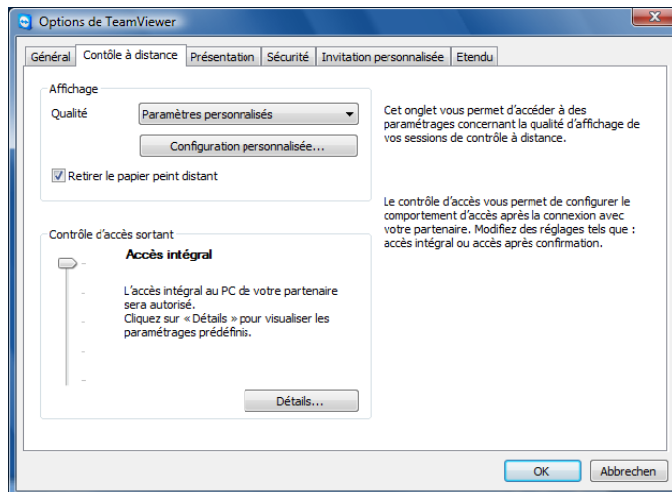 Options de TeamViewer
Général
Contôle à distance
Présentation
Sécurité
Invitation personnalisée
Etendu
Affichage
Qualité
Paramètres personnalisés
Configuration personnalisée...
Retirer le papier peint distant
Cet onglet vous permet d'accéder à des
paramétrages concernant la qualité d'affichage de
vos sessions de contrôle à distance.
Le contrôle d'accès vous permet de configurer le
comportement d'accès après la connexion avec
votre partenaire. Modifiez des réglages tels que :
accès intégral ou accès après confirmation.
Contrôle d'accès sortant
Accès intégral
L'accès intégral au PC de votre partenaire
sera autorisé.
Cliquez sur « Détails » pour visualiser les
paramétrages prédéfinis.
Détails...
OK
Abbrechen